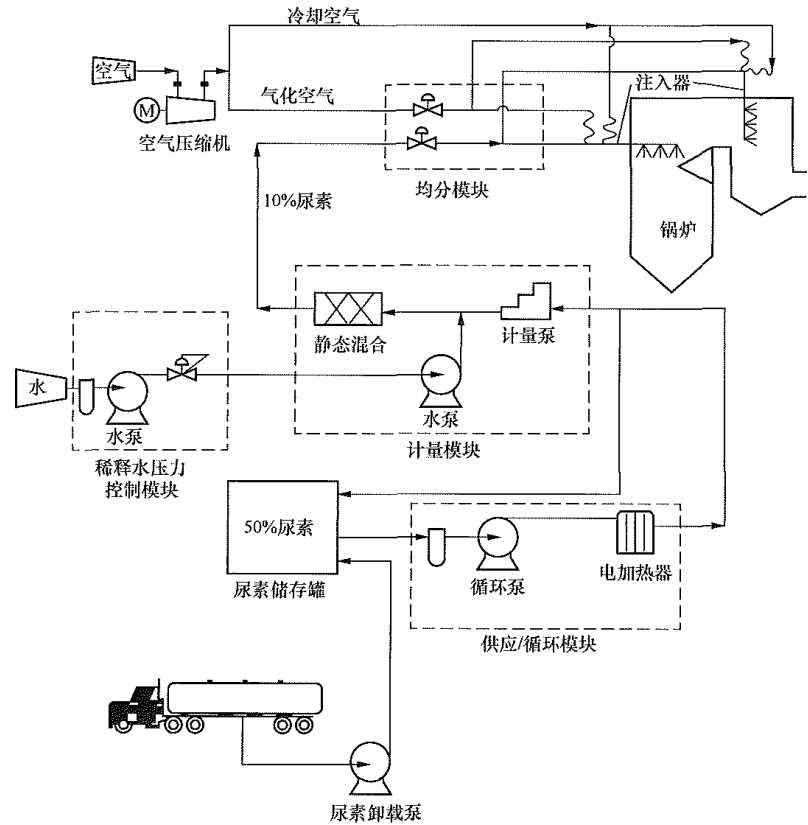 冷却空气
空气
注入器
气化空气
M
空气压缩机
均分模块
10%尿素
锅炉
静态混合
计量泵
水
水泵
水泵
计量模块
稀释水压力
控制模块
50%尿素
尿素储存罐
循环泵
电加热器
供应/循环模块
尿素卸载泵